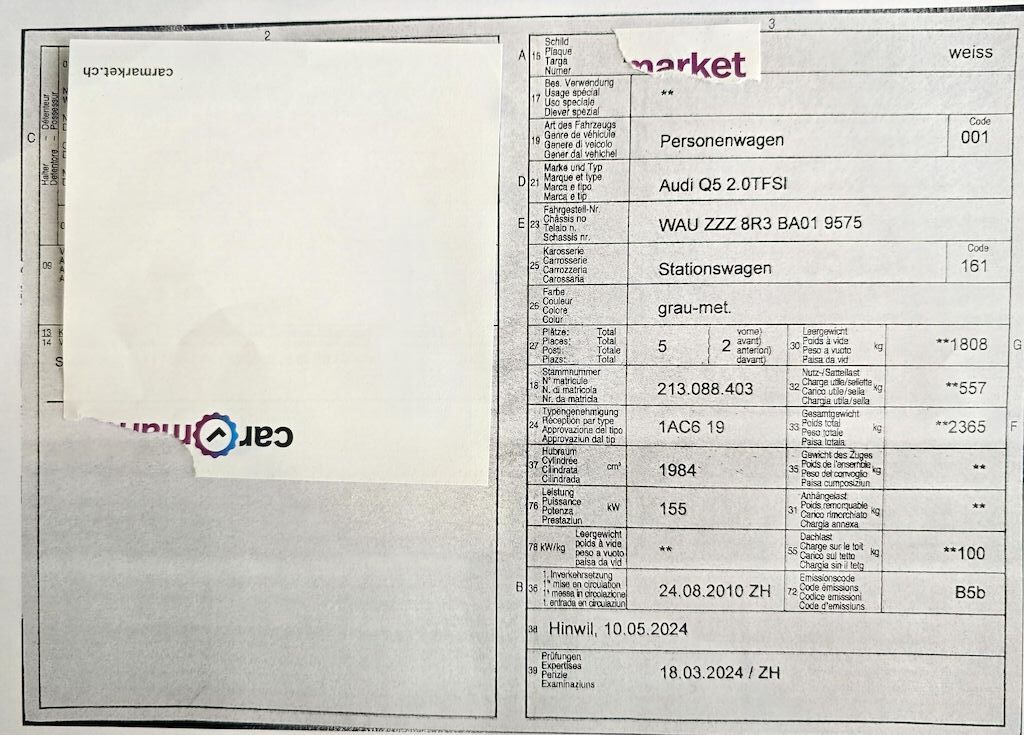 2
carmarket.ch
C
Halter – Détenteur
Detentore – Possessur
09
13
14
S
car
3
A 15 Schild
Plaque
Targa
Numer
market
weiss
17 Bes. Verwendung
Usage spécial
Uso speciale
Diever spezial
**
19 Art des Fahrzeugs
Genre de véhicule
Genere di veicolo
Gener dal vehichel
Personenwagen
Code
001
D 21 Marke und Typ
Marque et type
Marca e tipo
Marca e tip
Audi Q5 2.0TFSI
E 23 Fahrgestell-Nr.
Châssis no
Telaio n.
Schassis nr.
WAU ZZZ 8R3 BA01 9575
25 Karosserie
Carrosserie
Carrozzeria
Carossaria
Stationswagen
Code
161
26 Farbe
Couleur
Colore
Colur
grau-met.
27 Plätze: Total
Places: Total
Posti: Totale
Plazs: Total
5
( 2
vorne)
avant)
anteriori)
davant)
30 Leergewicht
Poids à vide
Peso a vuoto
Paisa da vid
kg
**1808
G
18 Stammnummer
N° matricule
N. di matricola
Nr. da matricla
213.088.403
32 Nutz-/Sattellast
Charge utile/sellette
Carico utile/sella
Chargia utila/sella
kg
**557
24 Typengenehmigung
Réception par type
Approvazione del tipo
Approvaziun dal tip
1AC6 19
33 Gesamtgewicht
Poids total
Peso totale
Paisa totala
kg
**2365
F
37 Hubraum
Cylindrée
Cilindrata
Cilindrada
cm³
1984
35 Gewicht des Zuges
Poids de l'ensemble
Peso del convoglio
Paisa cumposiziun
kg
**
76 Leistung
Puissance
Potenza
Prestaziun
kW
155
31 Anhängelast
Poids remorquable
Carico rimorchiato
Chargia annexa
kg
**
78 kW/kg
Leergewicht
poids à vide
peso a vuoto
paisa da vid
**
55 Dachlast
Charge sur le toit
Carico sul tetto
Chargia sin il tetg
kg
**100
B 36 1. Inverkehrsetzung
1re mise en circulation
1a messa in circolazione
1. entrada en circulaziun
24.08.2010 ZH
72 Emissionscode
Code émissions
Codice emissioni
Code d'emissiuns
B5b
38 Hinwil, 10.05.2024
39 Prüfungen
Expertises
Perizie
Examinaziuns
18.03.2024 / ZH